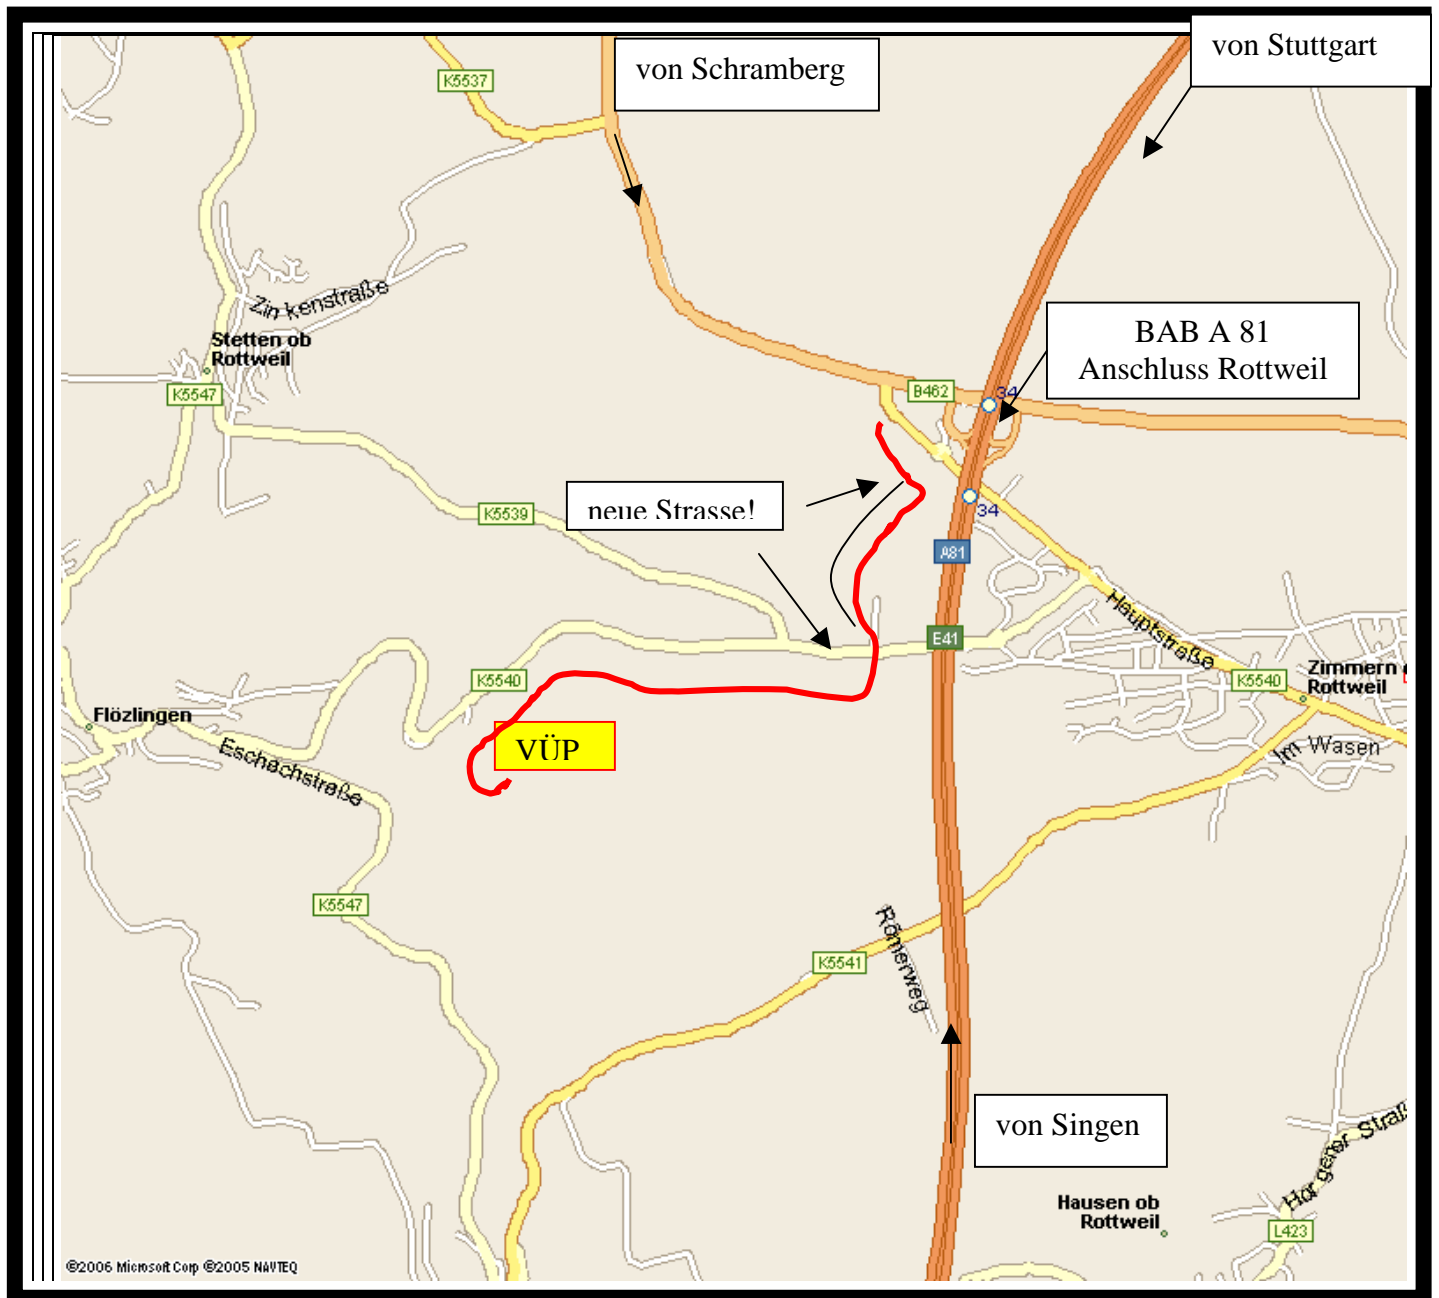 von Stuttgart
von Schramberg
K5537
Zinkenstraße
Stetten ob
Rottweil
K5547
BAB A 81
Anschluss Rottweil
B462
34
neue Strasse!
K5539
34
A81
Hauptstraße
E41
K5540
K5540
Zimmern
Rottweil
Flözlingen
VÜP
Eschachstraße
Im Wasen
K5547
Römerweg
K5541
von Singen
Horgener Straß
Hausen ob
Rottweil
L423
©2006 Microsoft Corp ©2005 NAVTEQ